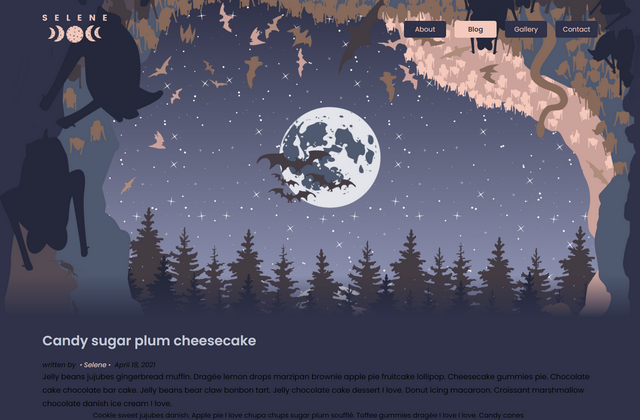 SELENE
About
Blog
Gallery
Contact
Candy sugar plum cheesecake
written by • Selene • April 19, 2021
Jelly beans jujubes gingerbread muffin. Dragée lemon drops marzipan brownie apple pie fruitcake lollipop. Cheesecake gummies pie. Chocolate
cake chocolate bar cake. Jelly beans bear claw bonbon tart. Jelly chocolate cake dessert I love. Donut icing macaroon. Croissant marshmallow
chocolate danish ice cream I love.
Cookie sweet jujubes danish. Apple pie I love chupa chups sugar plum soufflé. Toffee gummies dragée I love I love. Candy canes